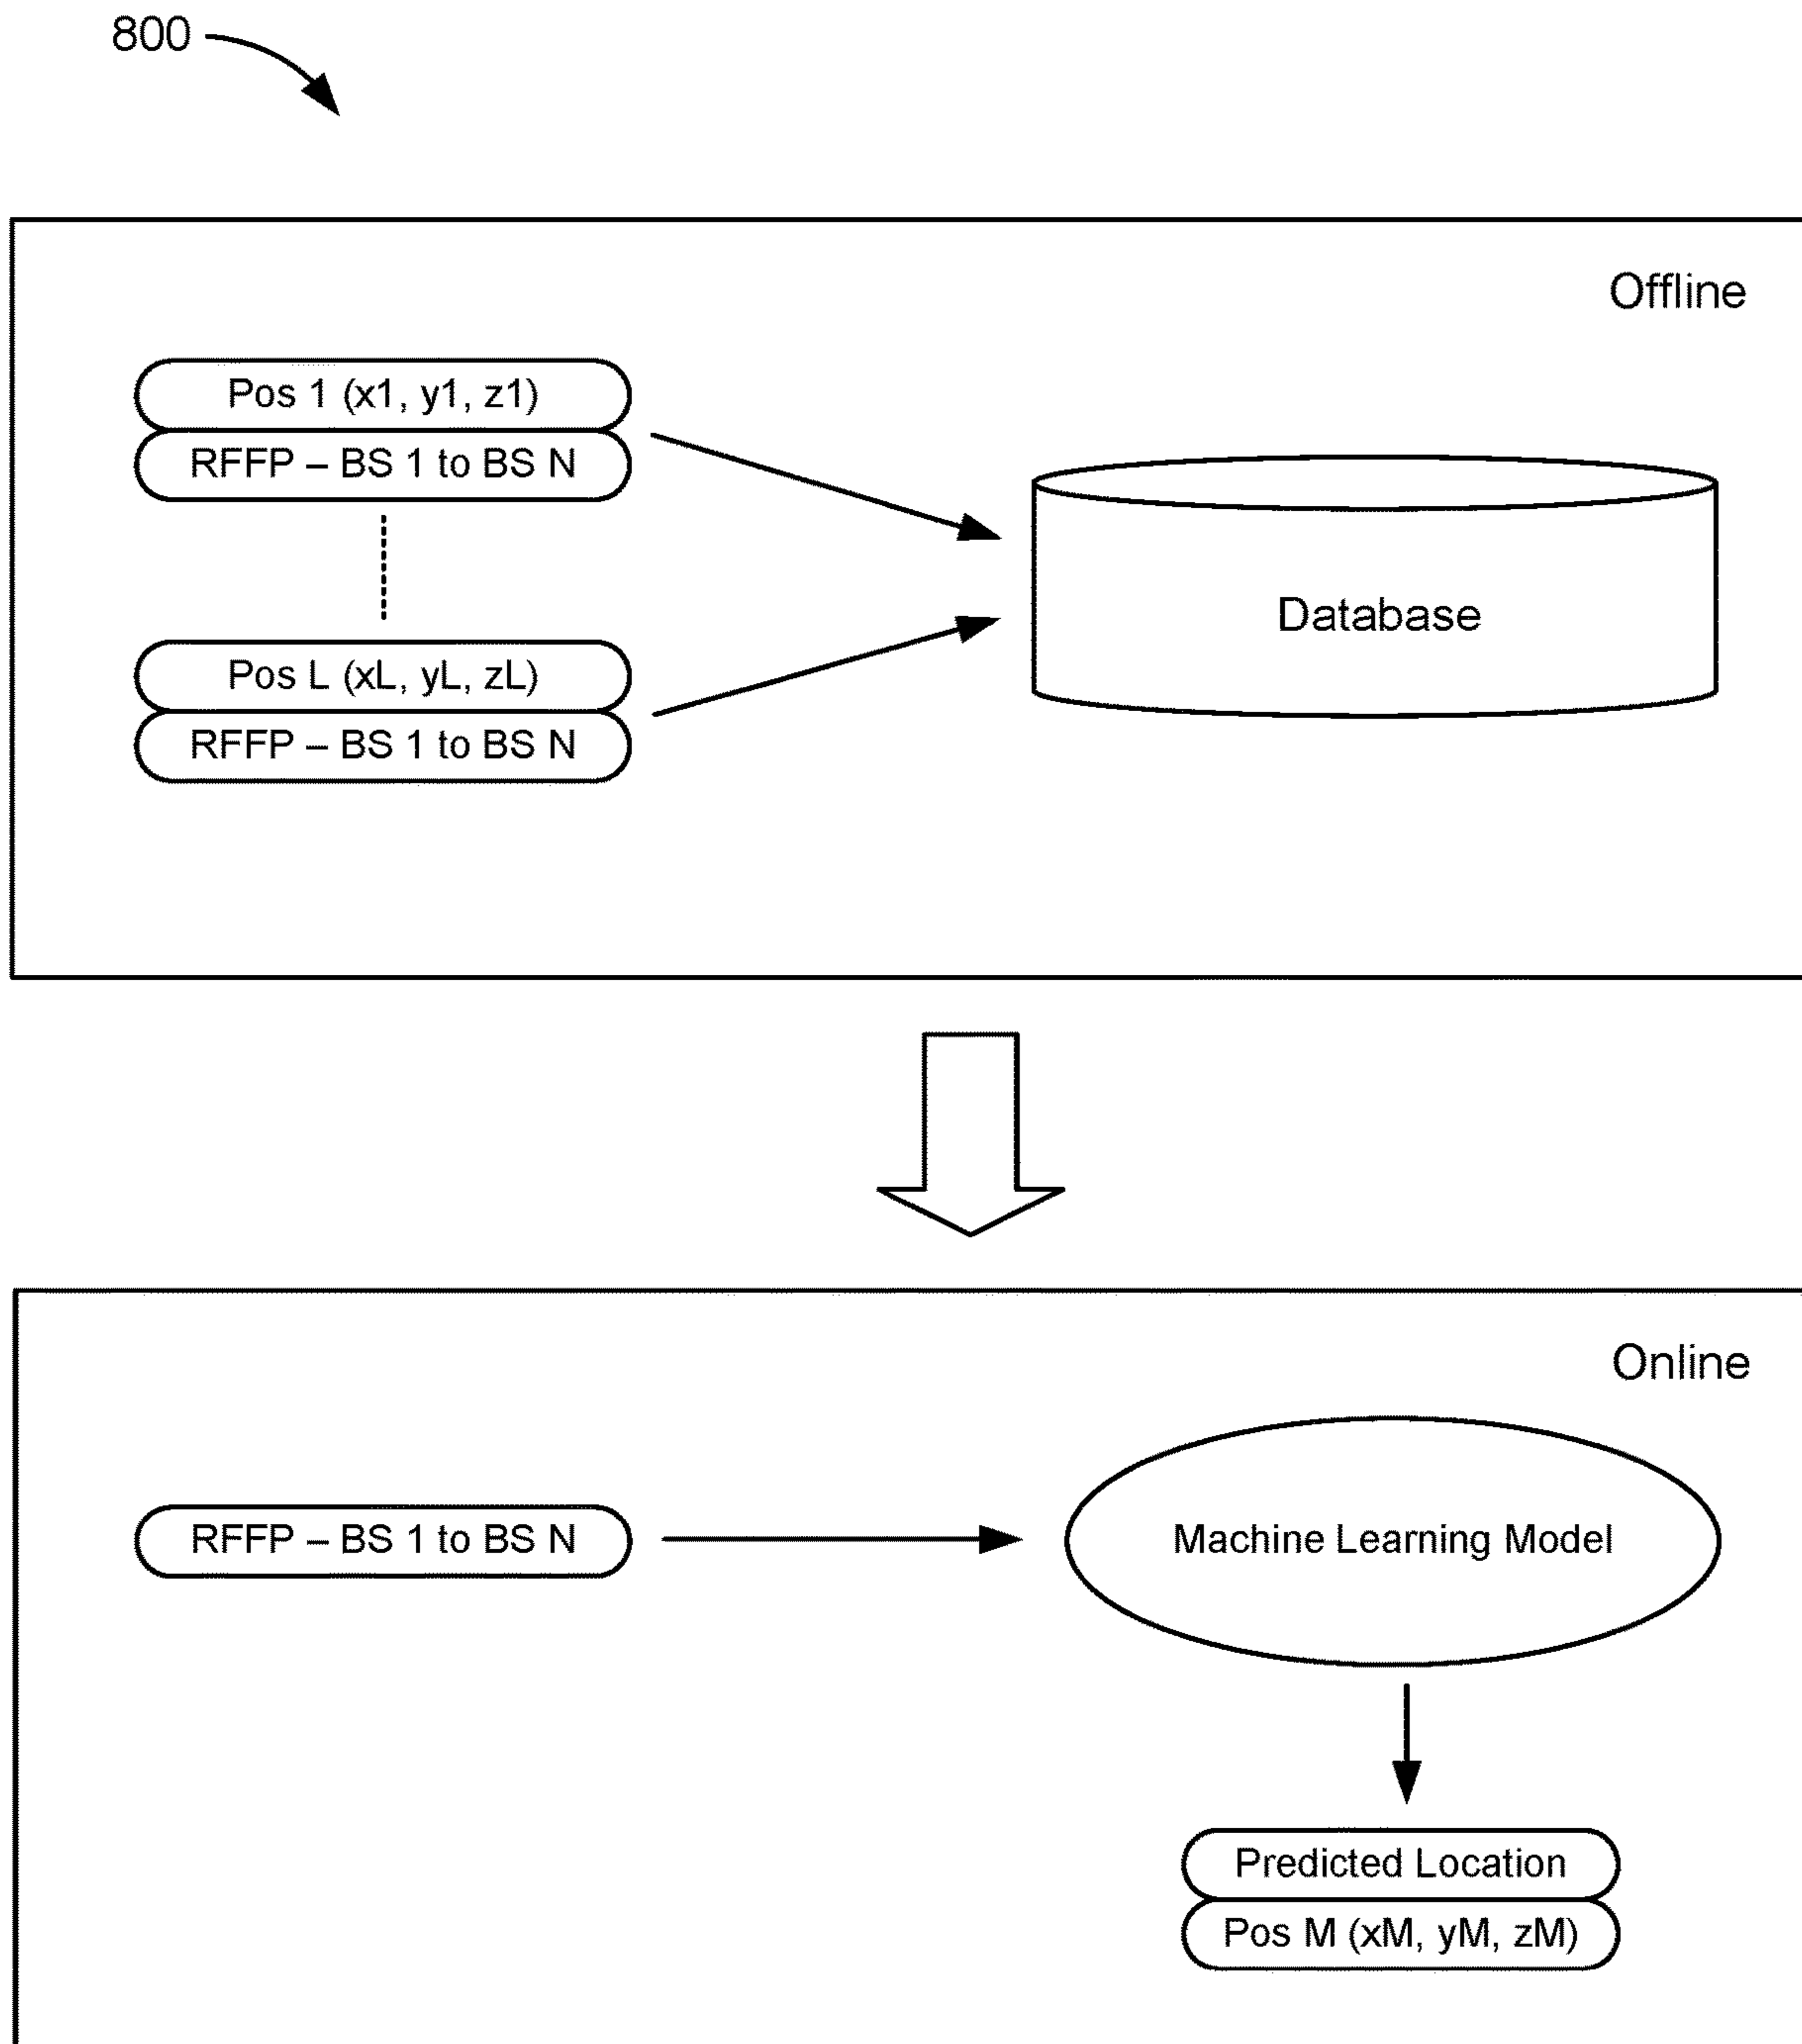 800
Offline
Pos 1 (x1, y1, z1)
RFFP – BS 1 to BS N
Database
Pos L (xL, yL, zL)
RFFP – BS 1 to BS N
Online
RFFP – BS 1 to BS N
Machine Learning Model
Predicted Location
Pos M (xM, yM, zM)